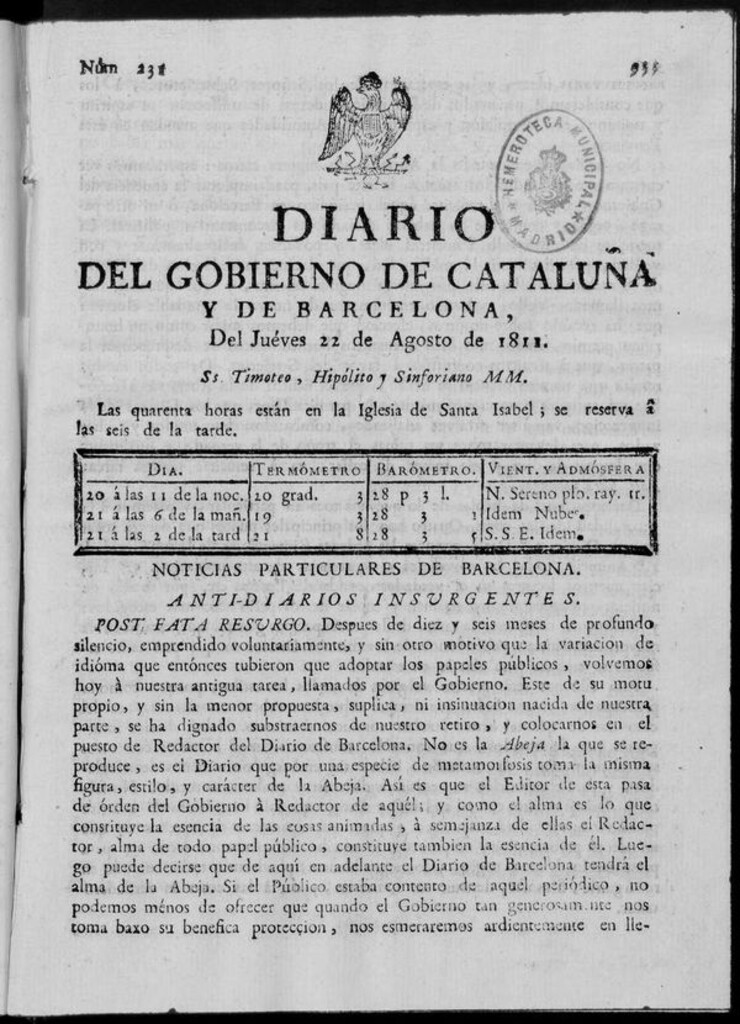 Núm 231
935
HEMEROTECA MUNICIPAL
MADRID
DIARIO
DEL GOBIERNO DE CATALUÑA
Y DE BARCELONA,
Del Juéves 22 de Agosto de 1811.
Ss. Timoteo, Hipólito y Sinforiano MM.
Las quarenta horas están en la Iglesia de Santa Isabel; se reserva â
las seis de la tarde.
DIA. TERMÓMETRO BARÓMETRO. VIENT. Y ADMÓSFERA
20 á las 11 de la noc. 20 grad. 3 28 p 3 l. N. Sereno plo. ray. tr.
21 á las 6 de la mañ. 19 3 28 3 Idem Nube.
21 á las 2 de la tard 21 8 28 3 5 S. S. E. Idem.
NOTICIAS PARTICULARES DE BARCELONA.
ANTI-DIARIOS INSURGENTES.
POST FATA RESURGO. Despues de diez y seis meses de profundo
silencio, emprendido voluntariamente, y sin otro motivo que la variacion de
idióma que entónces tubieron que adoptar los papeles públicos, volvemos
hoy à nuestra antigua tarea, llamados por el Gobierno. Este de su motu
propio, y sin la menor propuesta, suplica, ni insinuacion nacida de nuestra
parte, se ha dignado substraernos de nuestro retiro, y colocarnos en el
puesto de Redactor del Diario de Barcelona. No es la Abeja la que se re-
produce, es el Diario que por una especie de metamorfosis toma la misma
figura, estilo, y carácter de la Abeja. Así es que el Editor de esta pasa
de órden del Gobierno à Redactor de aquél; y como el alma es lo que
constituye la esencia de las cosas animadas, à semejanza de ellas el Redac-
tor, alma de todo papel público, constituye tambien la esencia de él. Lue-
go puede decirse que de aquí en adelante el Diario de Barcelona tendrá el
alma de la Abeja. Si el Público estaba contento de aquel periódico, no
podemos ménos de ofrecer que quando el Gobierno tan generosamente nos
toma baxo su benefica proteccion, nos esmeraremos ardientemente en lle-